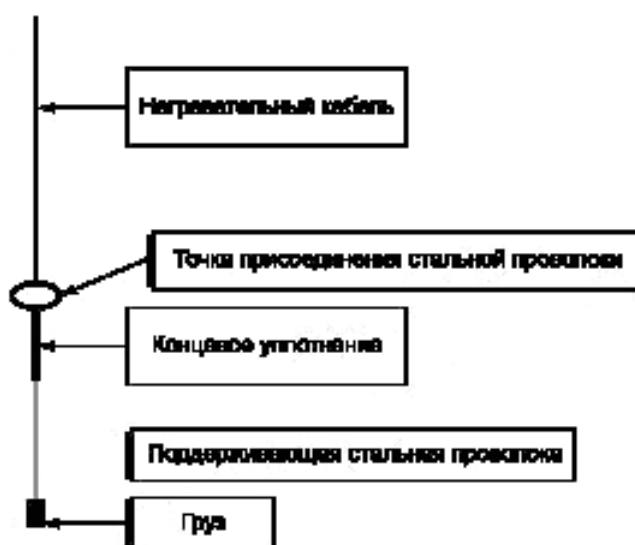 Нагревательный кабель
Точка присоединения стальной проволоки
Концевое уплотнение
Поддерживающая стальная проволока
Груз